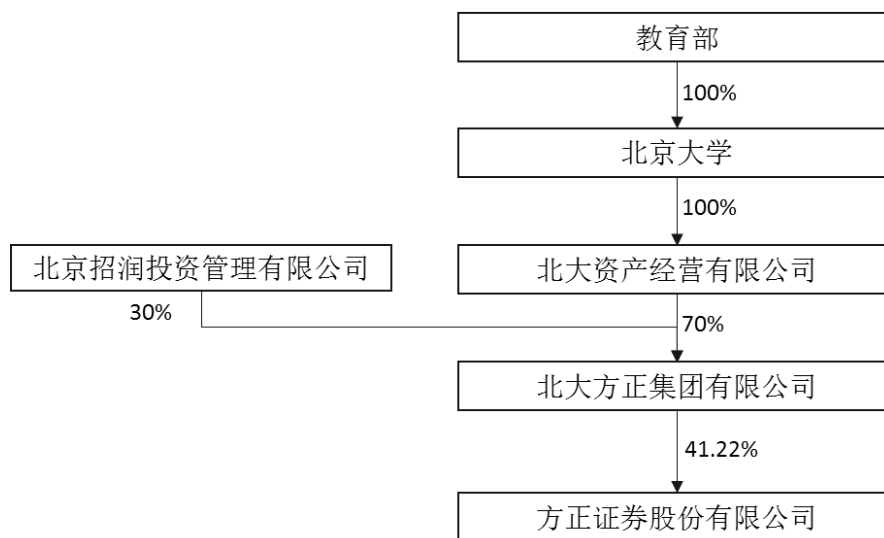 教育部
100%
北京大学
100%
北京招润投资管理有限公司
北大资产经营有限公司
30%
70%
北大方正集团有限公司
41.22%
方正证券股份有限公司